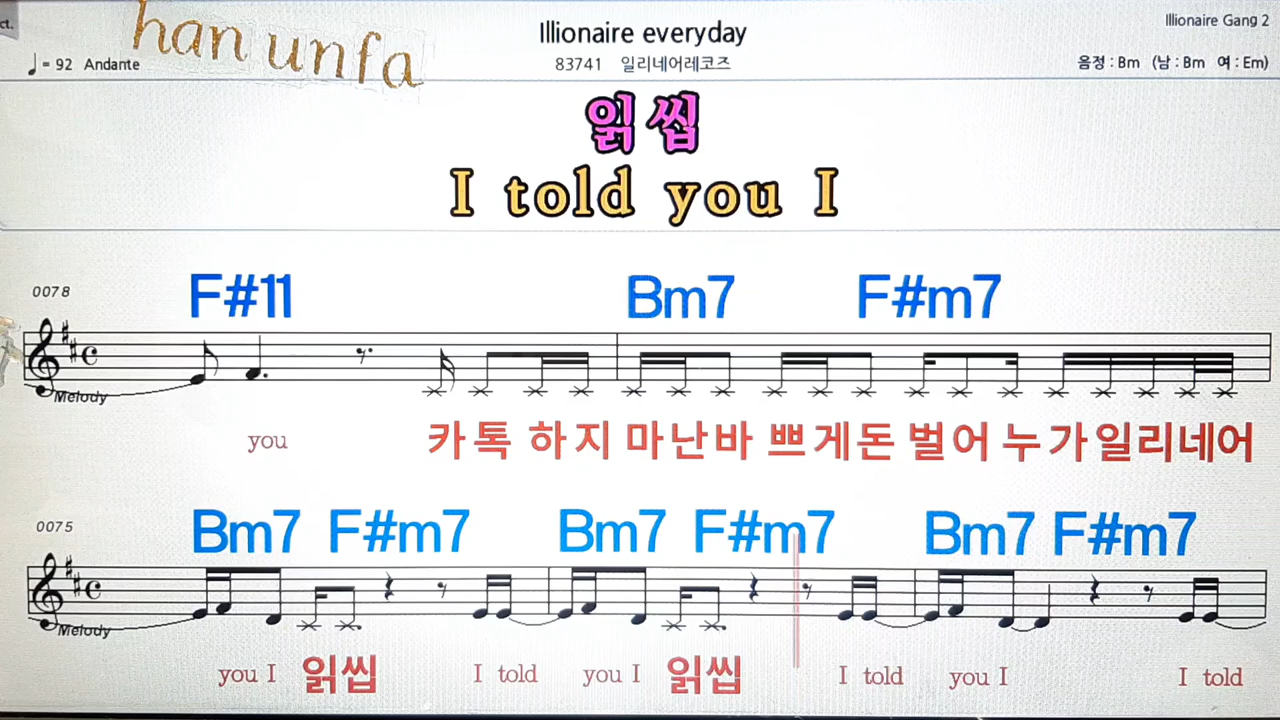 ct.
han unfa
Illionaire everyday
Illionaire Gang 2
♩ = 92 Andante
83741 일리네어레코즈
음정 : Bm (남 : Bm 여 : Em)
읽씹
I told you I
F#11 Bm7 F#m7
0078
Melody
you 카톡 하지 마난바 쁘게돈 벌어 누가일리네어
Bm7 F#m7 Bm7 F#m7 Bm7 F#m7
0075
Melody
you I 읽씹 I told you I 읽씹 I told you I I told